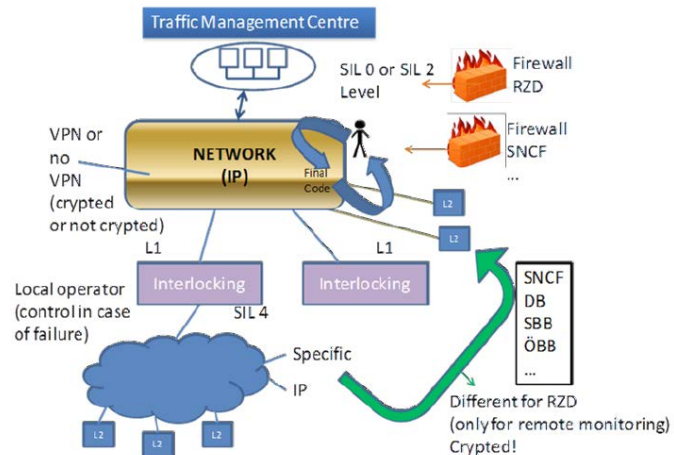 Traffic Management Centre
SIL 0 or SIL 2
Level
Firewall
RZD
Firewall
SNCF
...
VPN or
no
VPN
(crypted
or not crypted)
NETWORK
(IP)
Final
Code
L2
L2
L1
L1
Interlocking
Interlocking
SIL 4
Local operator
(control in case
of failure)
Specific
IP
L2
L2
L2
SNCF
DB
SBB
ÖBB
...
Different for RZD
(only for remote monitoring)
Crypted!